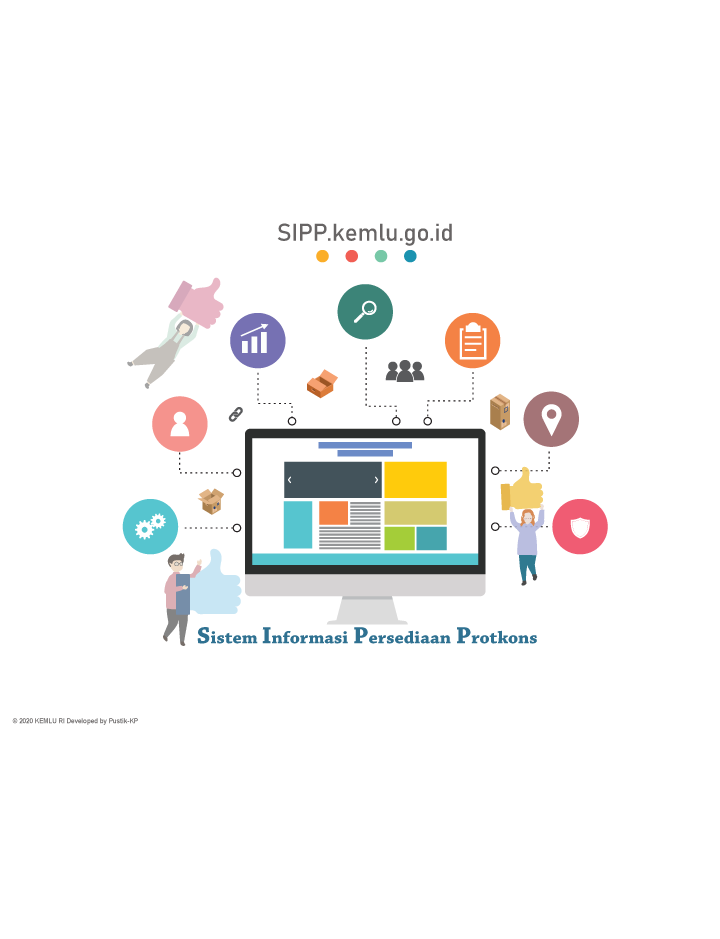 SIPP.kemlu.go.id
Sistem Informasi Persediaan Protkons
© 2020 KEMLU RI Developed by Pustik-KP